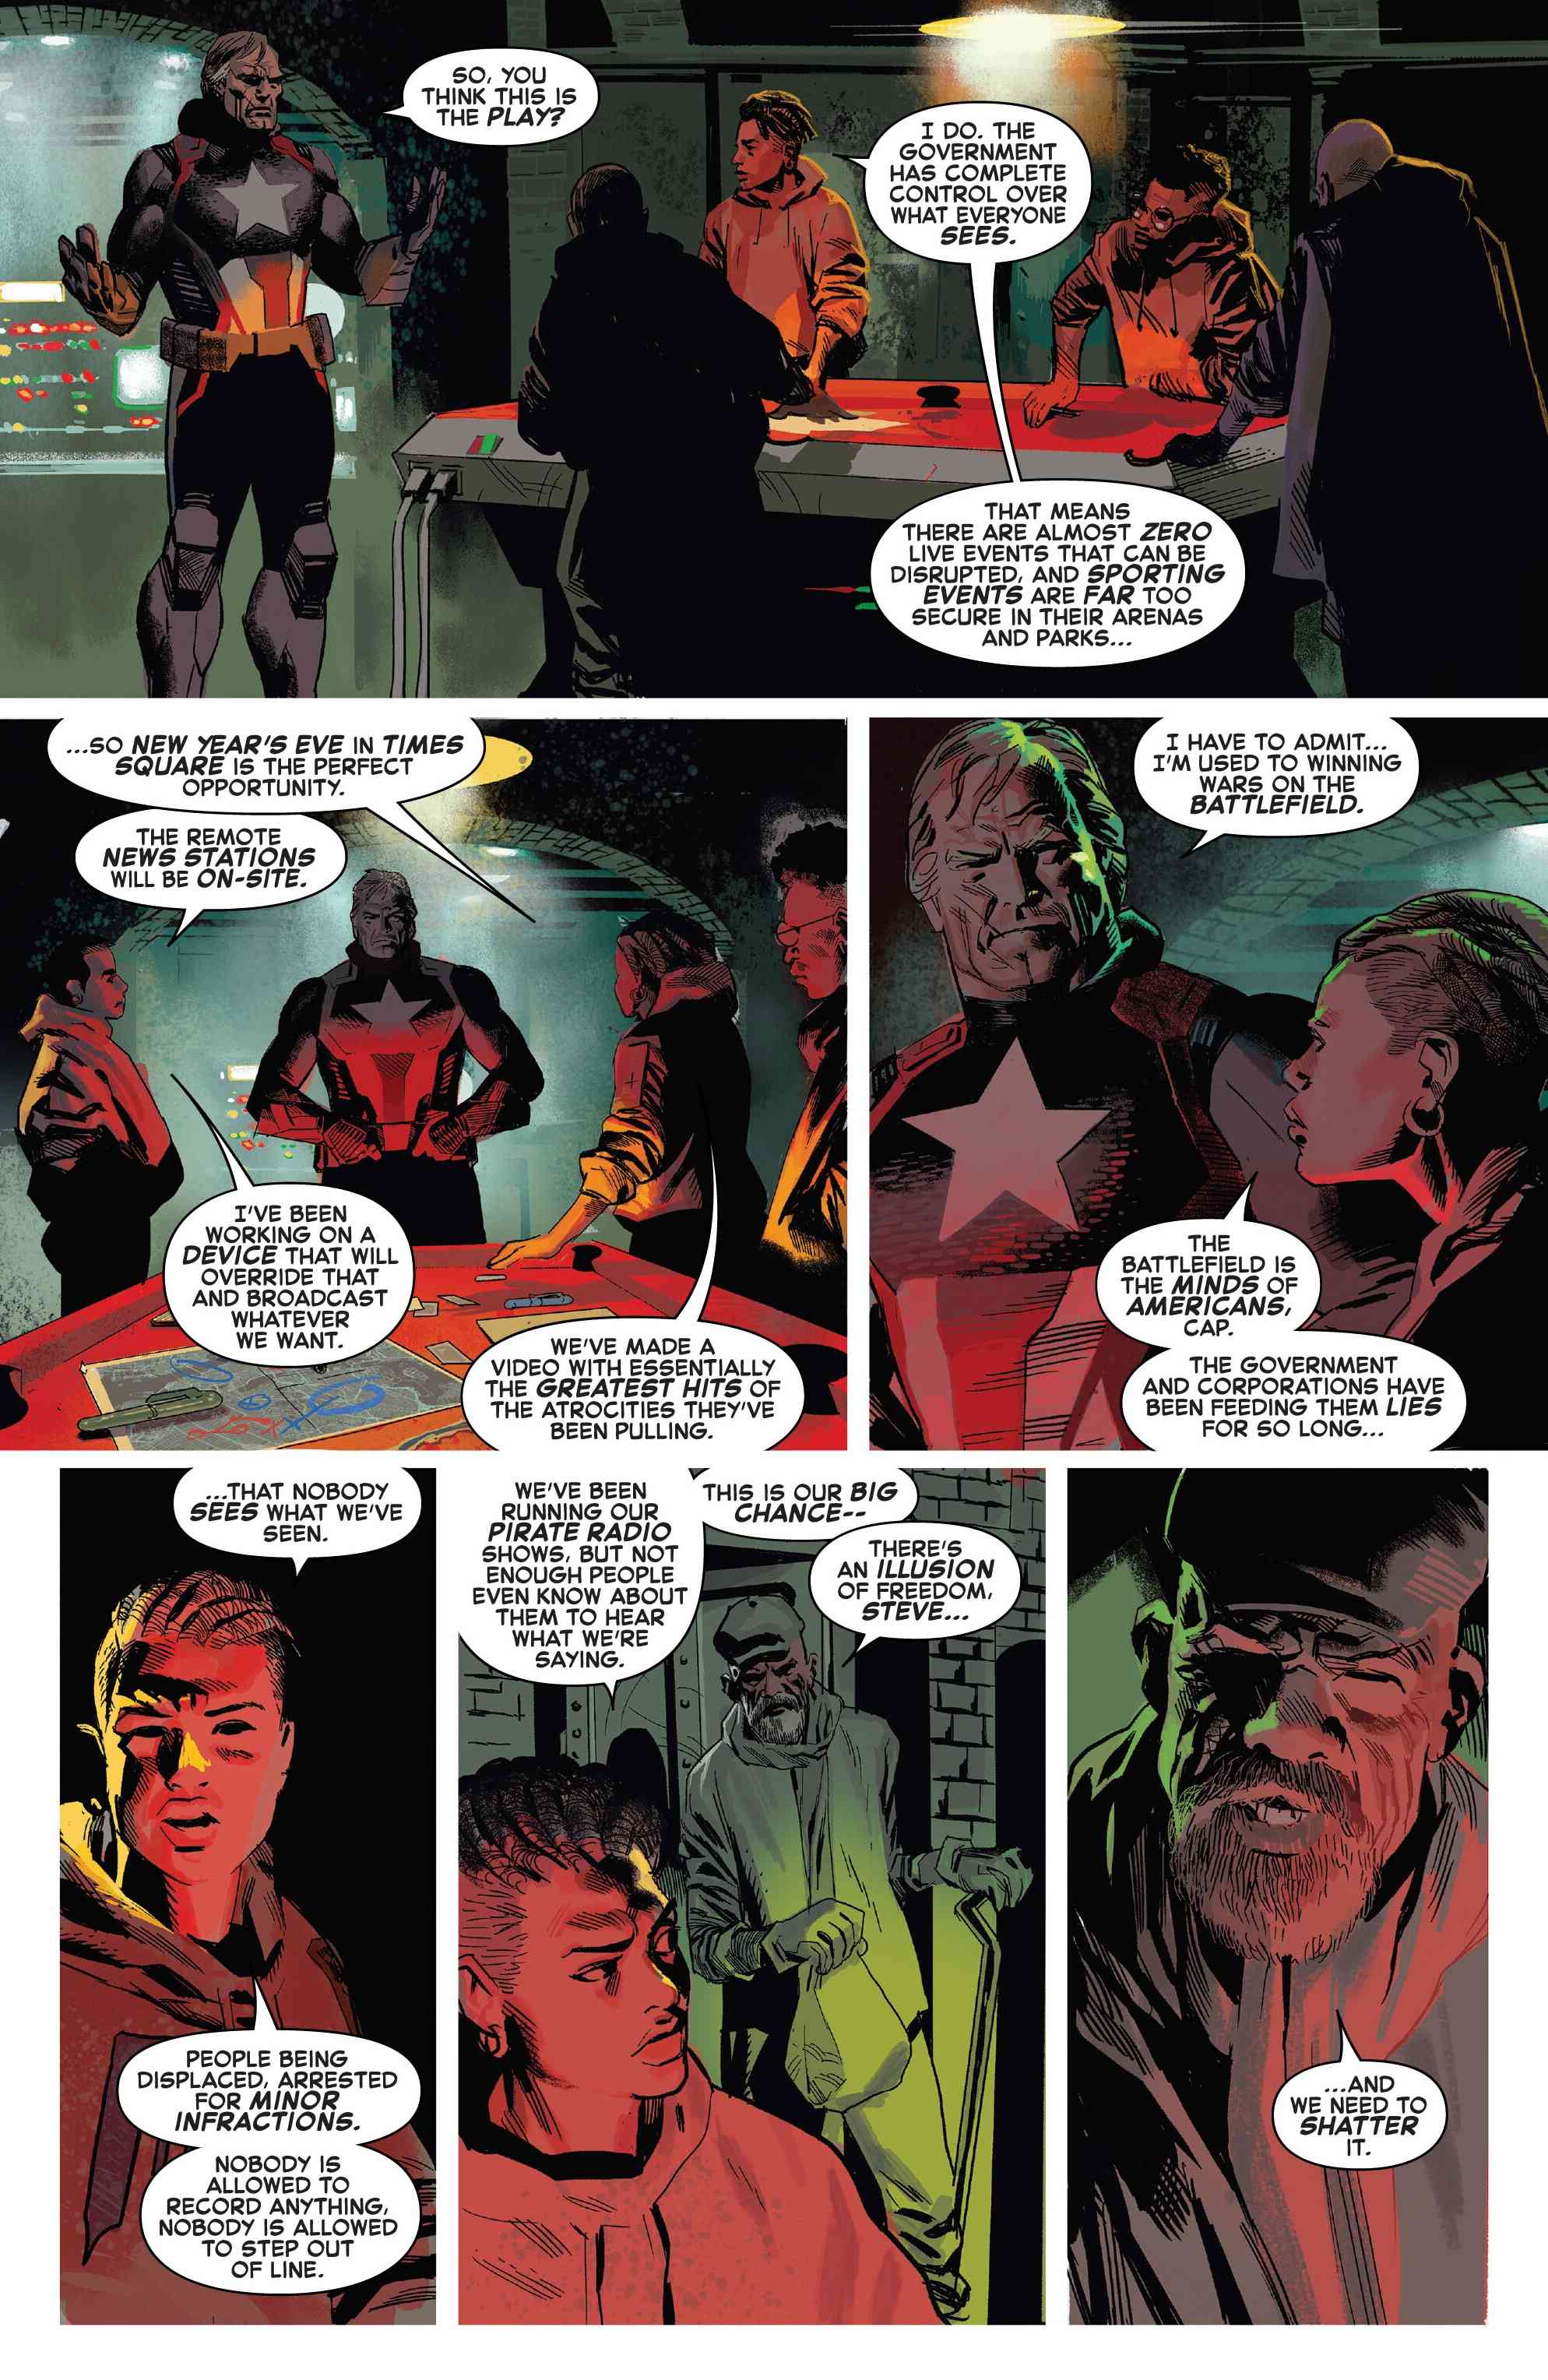 SO, YOU
THINK THIS IS
THE PLAY?
I DO. THE
GOVERNMENT
HAS COMPLETE
CONTROL OVER
WHAT EVERYONE
SEES.
THAT MEANS
THERE ARE ALMOST ZERO
LIVE EVENTS THAT CAN BE
DISRUPTED, AND SPORTING
EVENTS ARE FAR TOO
SECURE IN THEIR ARENAS
AND PARKS...
...SO NEW YEAR'S EVE IN TIMES
SQUARE IS THE PERFECT
OPPORTUNITY.
THE REMOTE
NEWS STATIONS
WILL BE ON-SITE.
I'VE BEEN
WORKING ON A
DEVICE THAT WILL
OVERRIDE THAT
AND BROADCAST
WHATEVER
WE WANT.
WE'VE MADE A
VIDEO WITH ESSENTIALLY
THE GREATEST HITS OF
THE ATROCITIES THEY'VE
BEEN PULLING.
I HAVE TO ADMIT...
I'M USED TO WINNING
WARS ON THE
BATTLEFIELD.
THE
BATTLEFIELD IS
THE MINDS OF
AMERICANS,
CAP.
THE GOVERNMENT
AND CORPORATIONS HAVE
BEEN FEEDING THEM LIES
FOR SO LONG...
...THAT NOBODY
SEES WHAT WE'VE
SEEN.
PEOPLE BEING
DISPLACED, ARRESTED
FOR MINOR
INFRACTIONS.
NOBODY IS
ALLOWED TO
RECORD ANYTHING,
NOBODY IS ALLOWED
TO STEP OUT
OF LINE.
WE'VE BEEN
RUNNING OUR
PIRATE RADIO
SHOWS, BUT NOT
ENOUGH PEOPLE
EVEN KNOW ABOUT
THEM TO HEAR
WHAT WE'RE
SAYING.
THIS IS OUR BIG
CHANCE--
THERE'S
AN ILLUSION
OF FREEDOM,
STEVE...
...AND
WE NEED TO
SHATTER
IT.